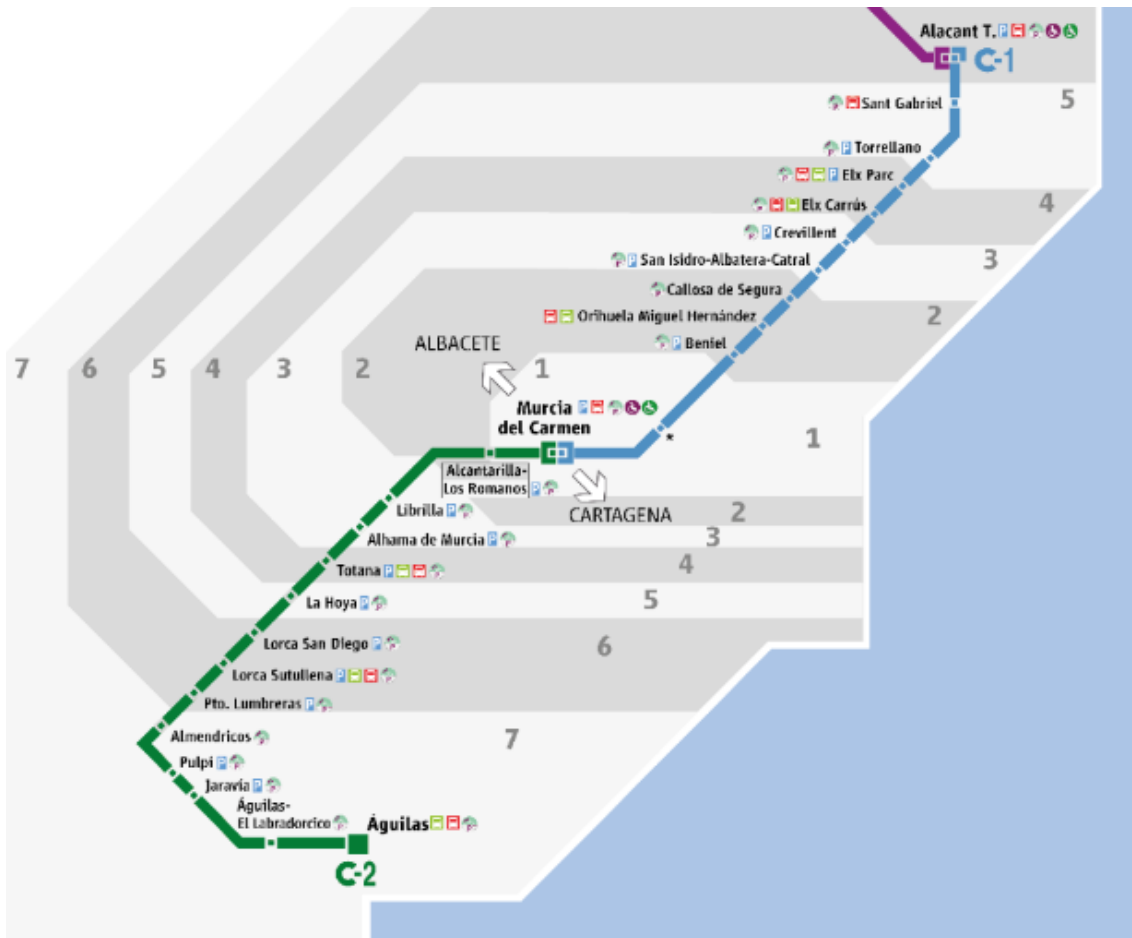 Alacant T.
C-1
Sant Gabriel
5
Torrellano
Elx Parc
4
Elx Carrús
Crevillent
3
San Isidro-Albatera-Catral
Callosa de Segura
2
Orihuela Miguel Hernández
Beniel
ALBACETE
7 6 5 4 3 2 1
Murcia
del Carmen
1
*
Alcantarilla-
Los Romanos
Librilla
CARTAGENA
2
Alhama de Murcia
3
Totana
4
La Hoya
5
Lorca San Diego
6
Lorca Sutullena
Pto. Lumbreras
Almendricos
7
Pulpí
Jaravía
Águilas-
El Labradorcico
Águilas
C-2